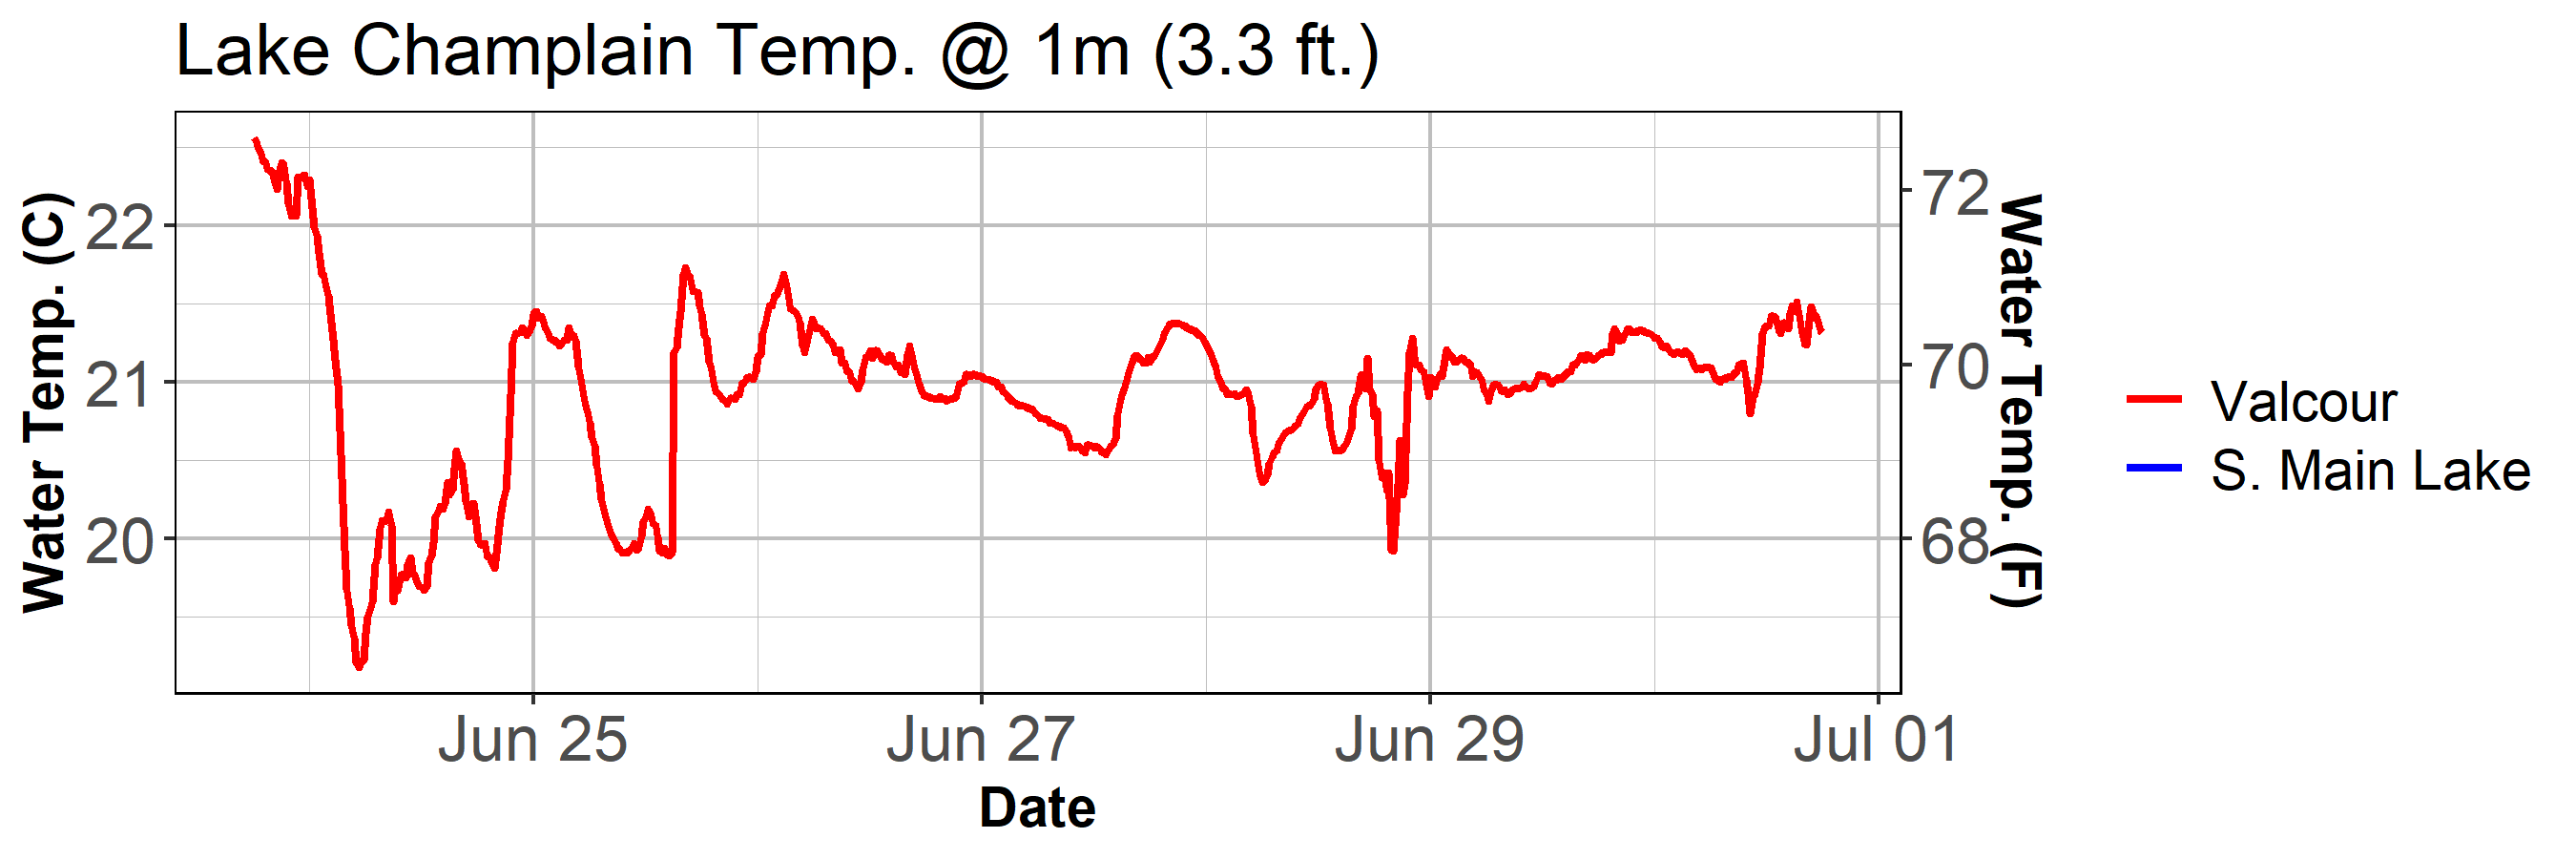 Lake Champlain Temp. @ 1m (3.3 ft.)
Water Temp. (C)
22
21
20
72
70
68
Water Temp. (F)
Jun 25
Jun 27
Jun 29
Jul 01
Date
Valcour
S. Main Lake